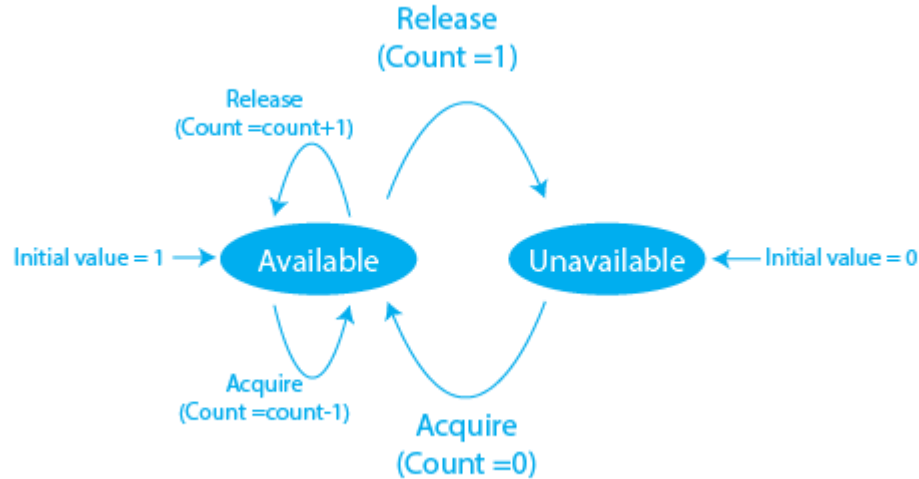 Release
(Count =1)
Release
(Count =count+1)
Initial value = 1
Available
Unavailable
Initial value = 0
Acquire
(Count =count-1)
Acquire
(Count =0)